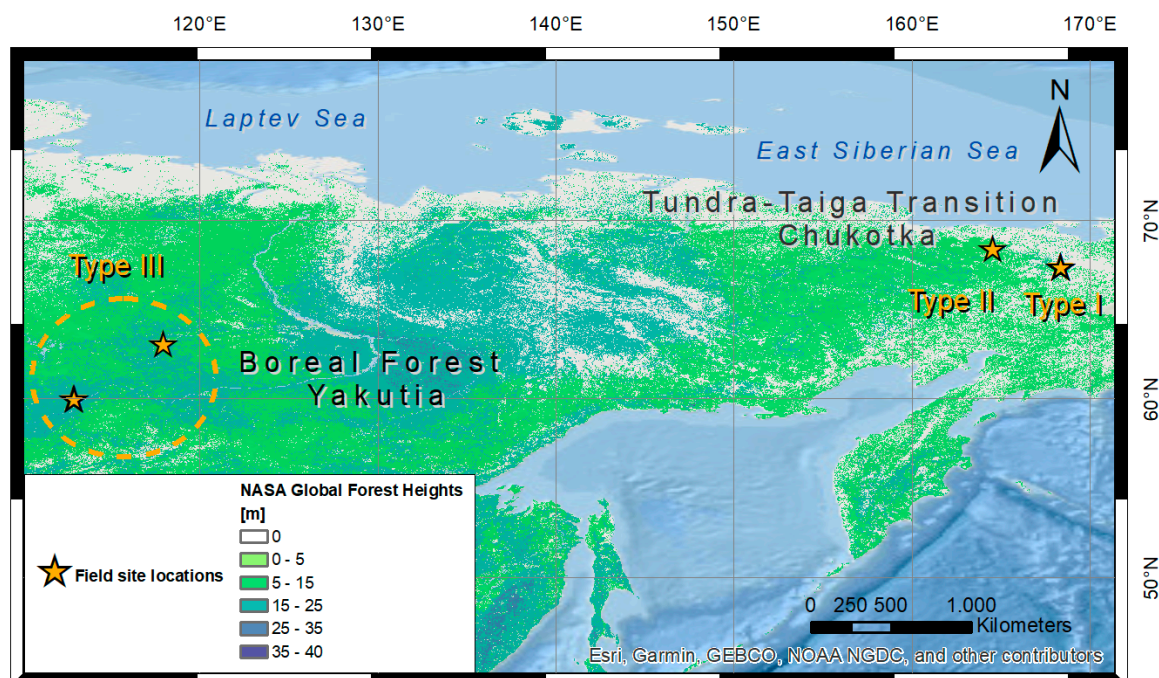 120°E 130°E 140°E 150°E 160°E 170°E
Laptev Sea
N
East Siberian Sea
Tundra-Taiga Transition
Chukotka
70°N
Type III
Type II
Type I
Boreal Forest
Yakutia
60°N
NASA Global Forest Heights
[m]
0
0 - 5
5 - 15
15 - 25
25 - 35
35 - 40
Field site locations
50°N
0 250 500 1.000
Kilometers
Esri, Garmin, GEBCO, NOAA NGDC, and other contributors